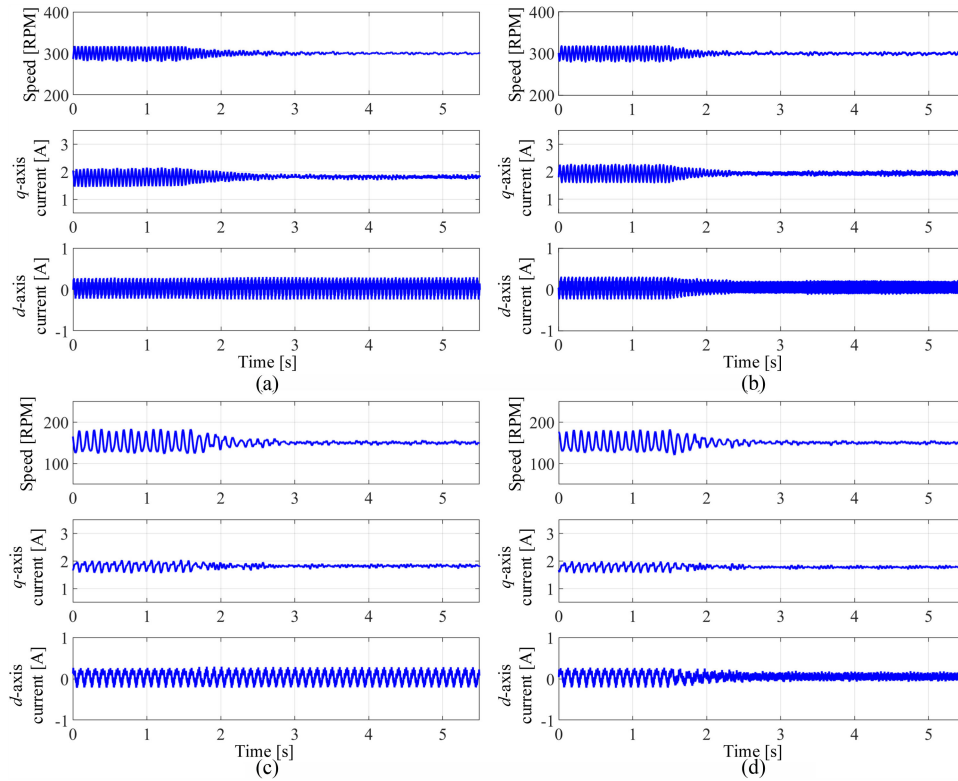 Speed [RPM]
400
300
200
0 1 2 3 4 5
q-axis
current [A]
3
2
1
0 1 2 3 4 5
d-axis
current [A]
1
0
-1
0 1 2 3 4 5
Time [s]
(a)
Speed [RPM]
400
300
200
0 1 2 3 4 5
q-axis
current [A]
3
2
1
0 1 2 3 4 5
d-axis
current [A]
1
0
-1
0 1 2 3 4 5
Time [s]
(b)
Speed [RPM]
200
100
0 1 2 3 4 5
q-axis
current [A]
3
2
1
0 1 2 3 4 5
d-axis
current [A]
1
0
-1
0 1 2 3 4 5
Time [s]
(c)
Speed [RPM]
200
100
0 1 2 3 4 5
q-axis
current [A]
3
2
1
0 1 2 3 4 5
d-axis
current [A]
1
0
-1
0 1 2 3 4 5
Time [s]
(d)